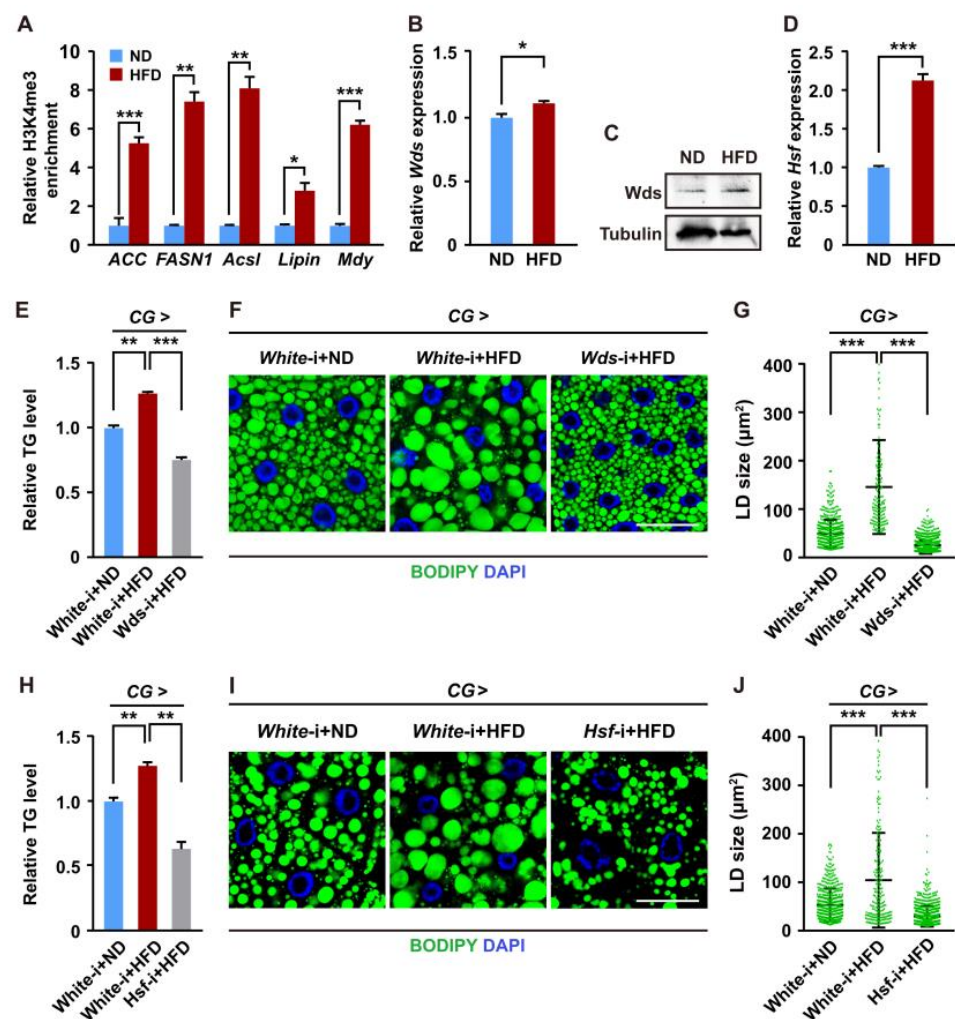 A
ND
HFD
Relative H3K4me3
enrichment
10
8
6
4
2
0
***
**
**
*
***
ACC FASN1 Acsl Lipin Mdy
B
Relative Wds expression
1.5
1.0
0.5
0
*
ND HFD
C
ND HFD
Wds
Tubulin
D
Relative Hsf expression
2.5
2.0
1.5
1.0
0.5
0
***
ND HFD
E
CG >
** ***
Relative TG level
1.5
1.0
0.5
0
White-i+ND
White-i+HFD
Wds-i+HFD
F
CG >
White-i+ND White-i+HFD Wds-i+HFD
BODIPY DAPI
G
CG>
*** ***
LD size (µm²)
400
300
200
100
50
0
White-i+ND
White-i+HFD
Wds-i+HFD
H
CG >
** **
Relative TG level
1.5
1.0
0.5
0
White-i+ND
White-i+HFD
Hsf-i+HFD
I
CG>
White-i+ND White-i+HFD Hsf-i+HFD
BODIPY DAPI
J
CG>
*** ***
LD size (µm²)
400
300
200
100
50
0
White-i+ND
White-i+HFD
Hsf-i+HFD